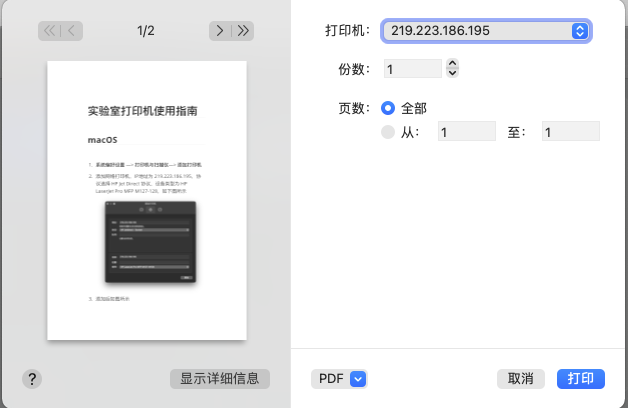 1/2
实验室打印机使用指南
macOS
1. 系统偏好设置 —> 打印机与扫描仪 —> 添加打印机
2. 添加网络打印机，IP地址为 219.223.186.195，协
议选择 HP Jet Direct 协议，设备类型为 HP
LaserJet Pro MFP M127-128，如下图所示
3. 添加后如图所示
?
显示详细信息
打印机： 219.223.186.195
份数： 1
页数： 全部
从： 1 至： 1
PDF
取消
打印